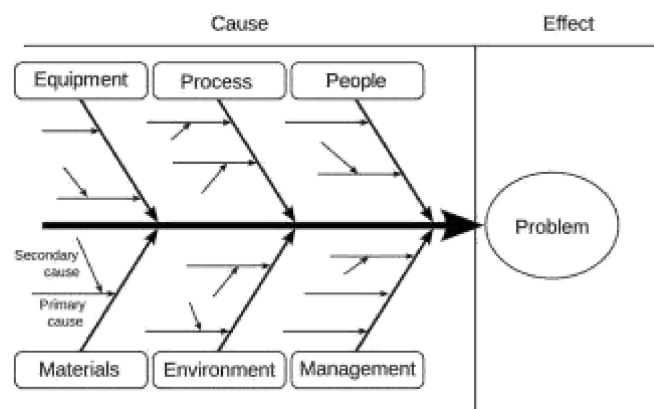 Cause
Effect
Equipment
Process
People
Problem
Secondary
cause
Primary
cause
Materials
Environment
Management